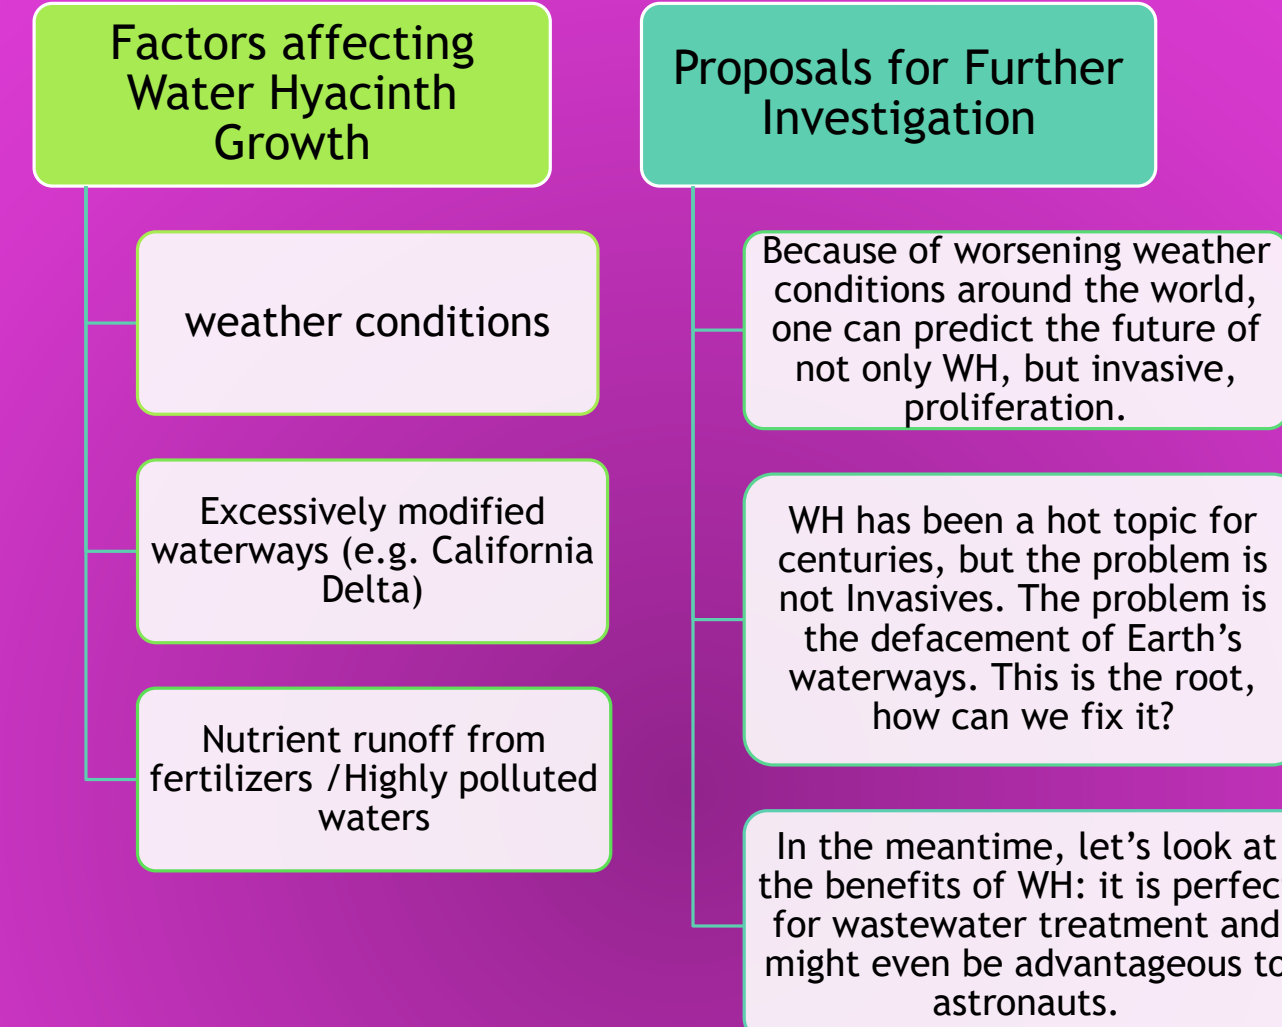 Factors affecting
Water Hyacinth
Growth
weather conditions
Excessively modified
waterways (e.g. California
Delta)
Nutrient runoff from
fertilizers /Highly polluted
waters
Proposals for Further
Investigation
Because of worsening weather
conditions around the world,
one can predict the future of
not only WH, but invasive,
proliferation.
WH has been a hot topic for
centuries, but the problem is
not Invasives. The problem is
the defacement of Earth’s
waterways. This is the root,
how can we fix it?
In the meantime, let’s look at
the benefits of WH: it is perfec
for wastewater treatment and
might even be advantageous to
astronauts.